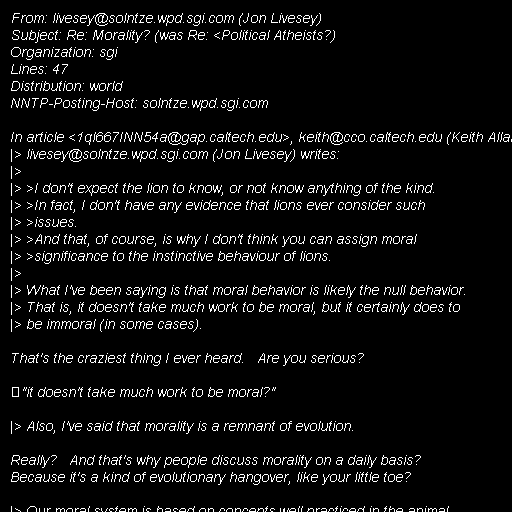 From: livesey@solntze.wpd.sgi.com (Jon Livesey)
Subject: Re: Morality? (was Re: <Political Atheists?)
Organization: sgi
Lines: 47
Distribution: world
NNTP-Posting-Host: solntze.wpd.sgi.com

In article <1ql667INN54a@gap.caltech.edu>, keith@cco.caltech.edu (Keith Alla
|> livesey@solntze.wpd.sgi.com (Jon Livesey) writes:
|>
|> >I don't expect the lion to know, or not know anything of the kind.
|> >In fact, I don't have any evidence that lions ever consider such
|> >issues.
|> >And that, of course, is why I don't think you can assign moral
|> >significance to the instinctive behaviour of lions.
|>
|> What I've been saying is that moral behavior is likely the null behavior.
|> That is, it doesn't take much work to be moral, but it certainly does to
|> be immoral (in some cases).

That's the craziest thing I ever heard.   Are you serious?

"it doesn't take much work to be moral?"

|> Also, I've said that morality is a remnant of evolution.

Really?   And that's why people discuss morality on a daily basis?
Because it's a kind of evolutionary hangover, like your little toe?

|> Our moral system is based on concepts well practiced in the animal